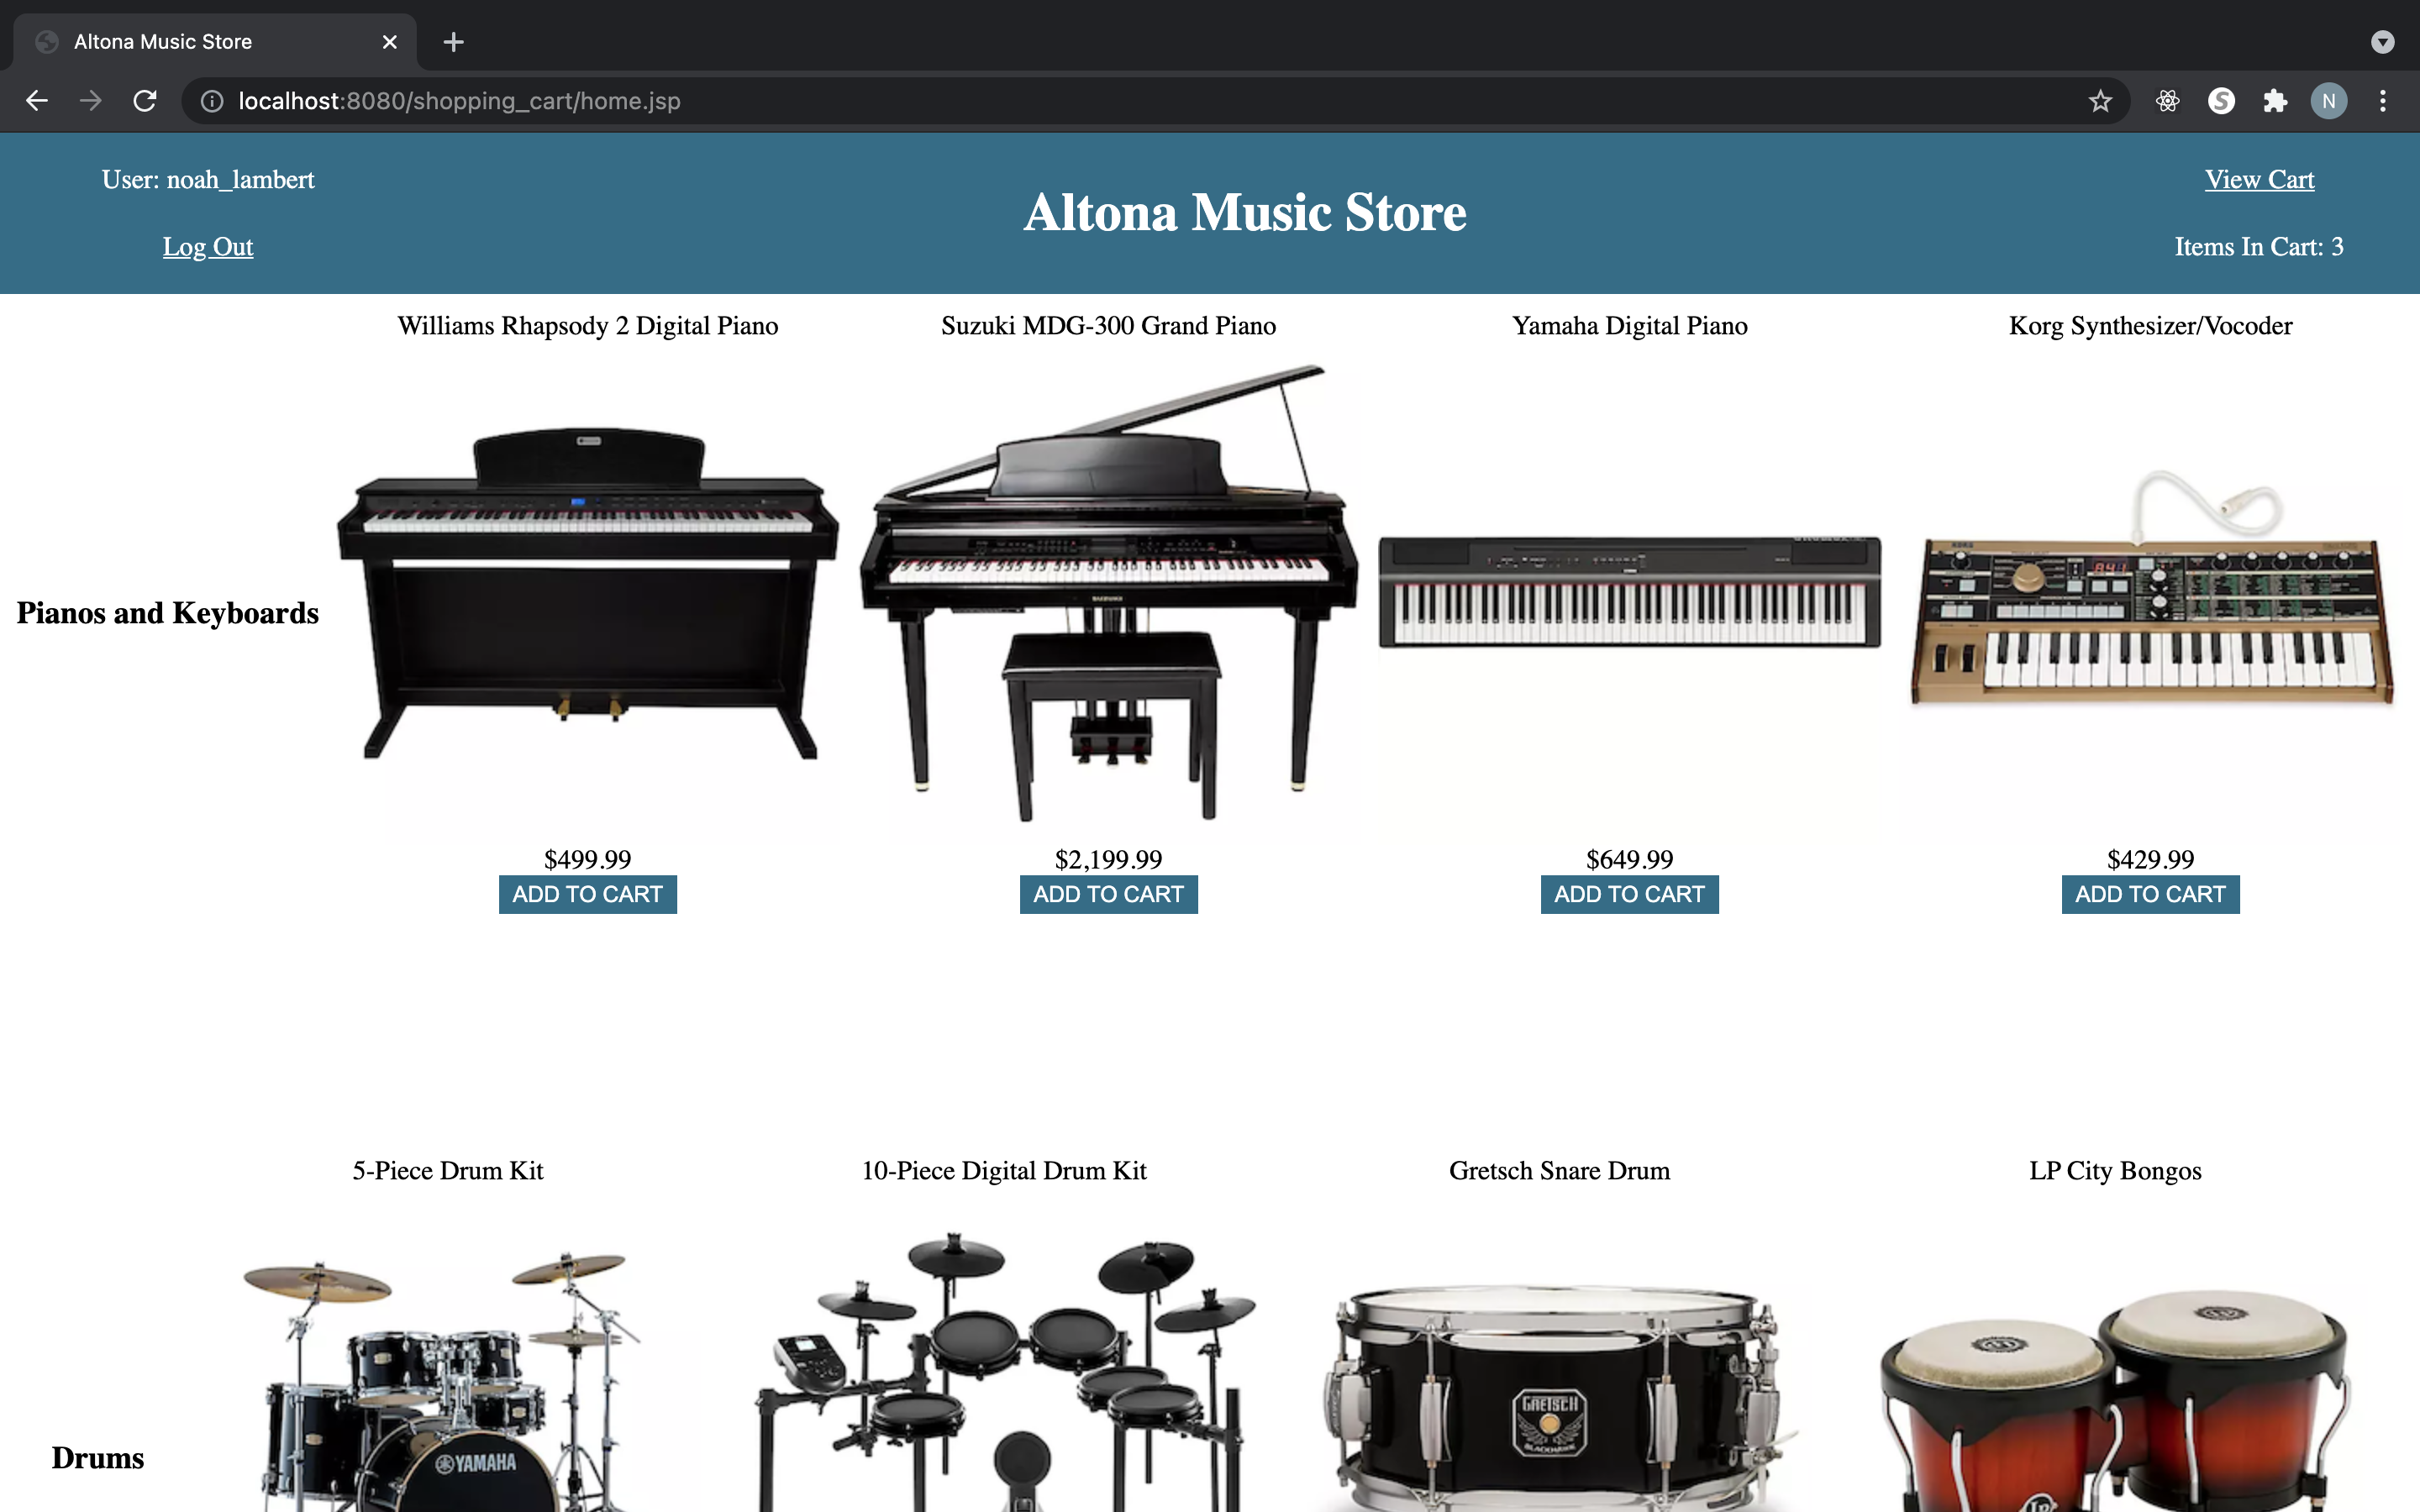 Altona Music Store
localhost:8080/shopping_cart/home.jsp
N
User: noah_lambert
Log Out
Altona Music Store
View Cart
Items In Cart: 3
Williams Rhapsody 2 Digital Piano
Suzuki MDG-300 Grand Piano
Yamaha Digital Piano
Korg Synthesizer/Vocoder
Pianos and Keyboards
SUZUKI
KORG
$499.99
$2,199.99
$649.99
$429.99
ADD TO CART
ADD TO CART
ADD TO CART
ADD TO CART
5-Piece Drum Kit
10-Piece Digital Drum Kit
Gretsch Snare Drum
LP City Bongos
Drums
YAMAHA
GRETSCH
BLACKHAWK
LP